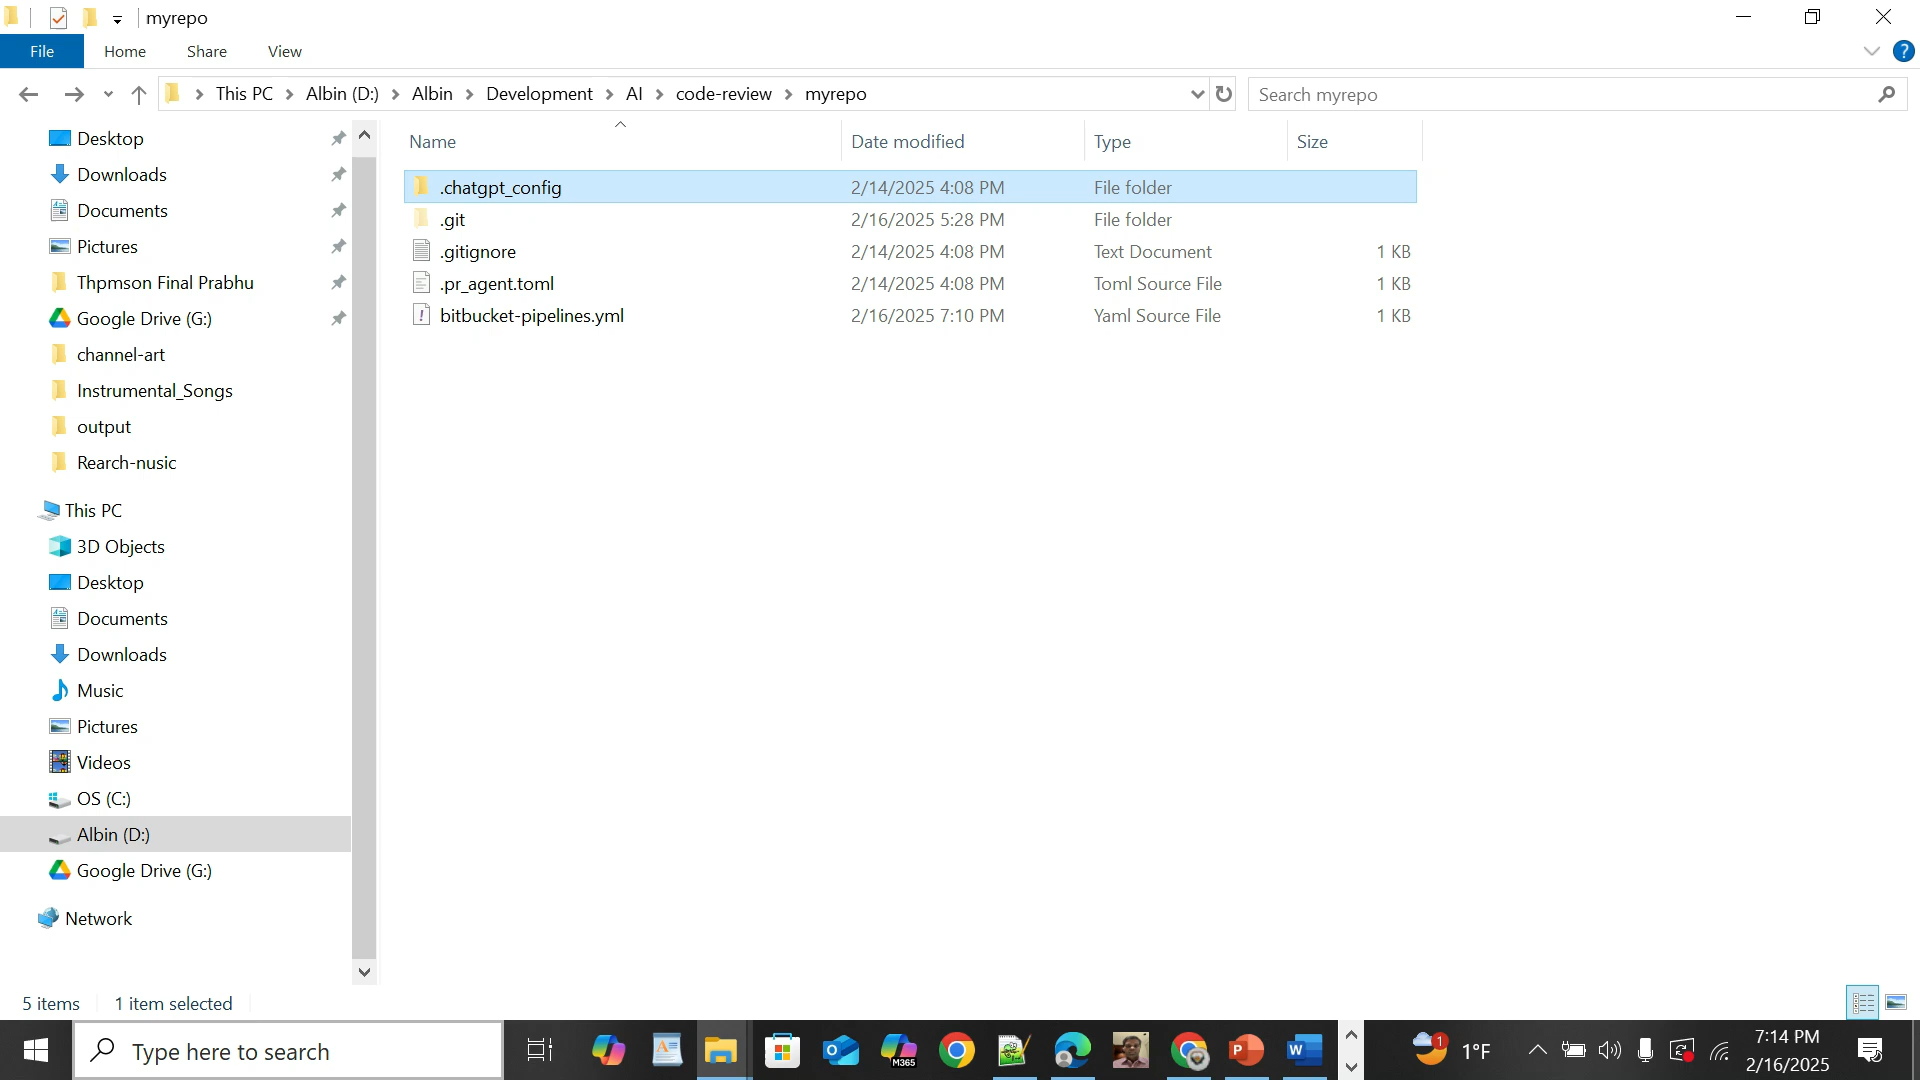 myrepo
File Home Share View
?
This PC Albin (D:) Albin Development AI code-review myrepo
Search myrepo
Desktop
Downloads
Documents
Pictures
Thpmson Final Prabhu
Google Drive (G:)
channel-art
Instrumental_Songs
output
Rearch-nusic
This PC
3D Objects
Desktop
Documents
Downloads
Music
Pictures
Videos
OS (C:)
Albin (D:)
Google Drive (G:)
Network
Name Date modified Type Size
.chatgpt_config 2/14/2025 4:08 PM File folder
.git 2/16/2025 5:28 PM File folder
.gitignore 2/14/2025 4:08 PM Text Document 1 KB
.pr_agent.toml 2/14/2025 4:08 PM Toml Source File 1 KB
bitbucket-pipelines.yml 2/16/2025 7:10 PM Yaml Source File 1 KB
5 items 1 item selected
Type here to search
M365
1 1°F
7:14 PM
2/16/2025